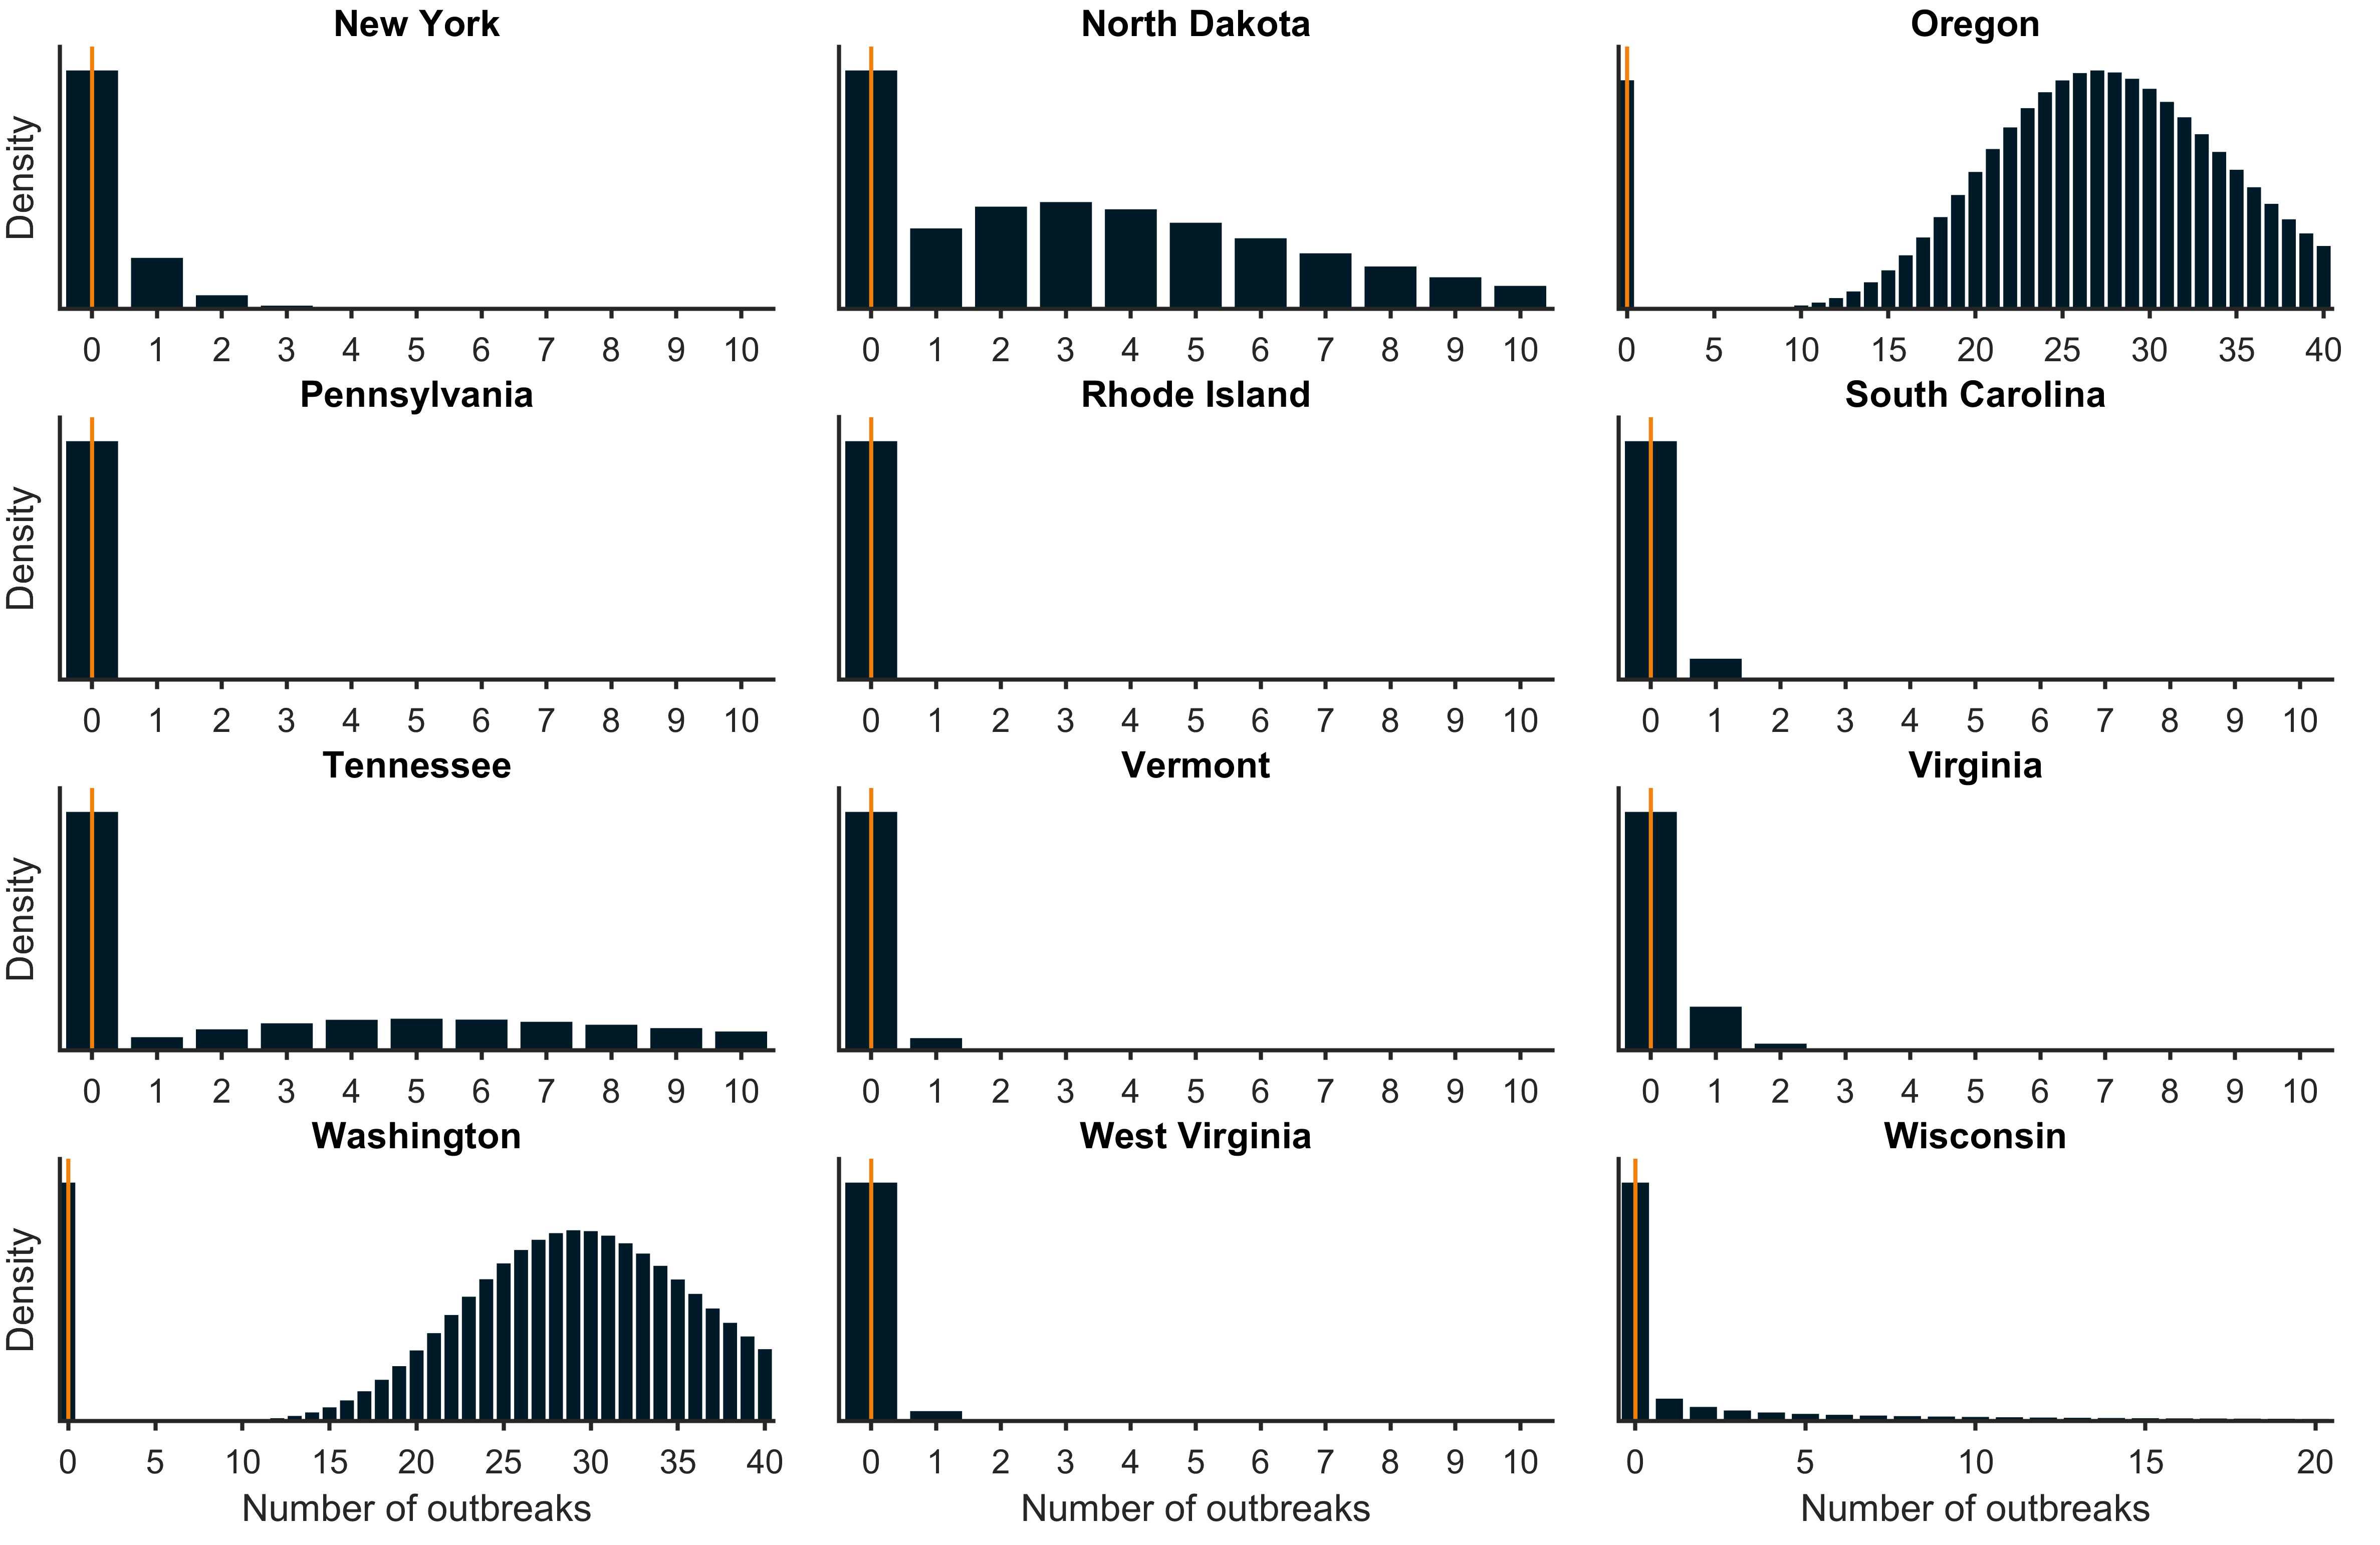 New York
North Dakota
Oregon
Density
0 1 2 3 4 5 6 7 8 9 10
0 1 2 3 4 5 6 7 8 9 10
0 5 10 15 20 25 30 35 40
Pennsylvania
Rhode Island
South Carolina
Density
0 1 2 3 4 5 6 7 8 9 10
0 1 2 3 4 5 6 7 8 9 10
0 1 2 3 4 5 6 7 8 9 10
Tennessee
Vermont
Virginia
Density
0 1 2 3 4 5 6 7 8 9 10
0 1 2 3 4 5 6 7 8 9 10
0 1 2 3 4 5 6 7 8 9 10
Washington
West Virginia
Wisconsin
Density
0 5 10 15 20 25 30 35 40
0 1 2 3 4 5 6 7 8 9 10
0 5 10 15 20
Number of outbreaks
Number of outbreaks
Number of outbreaks